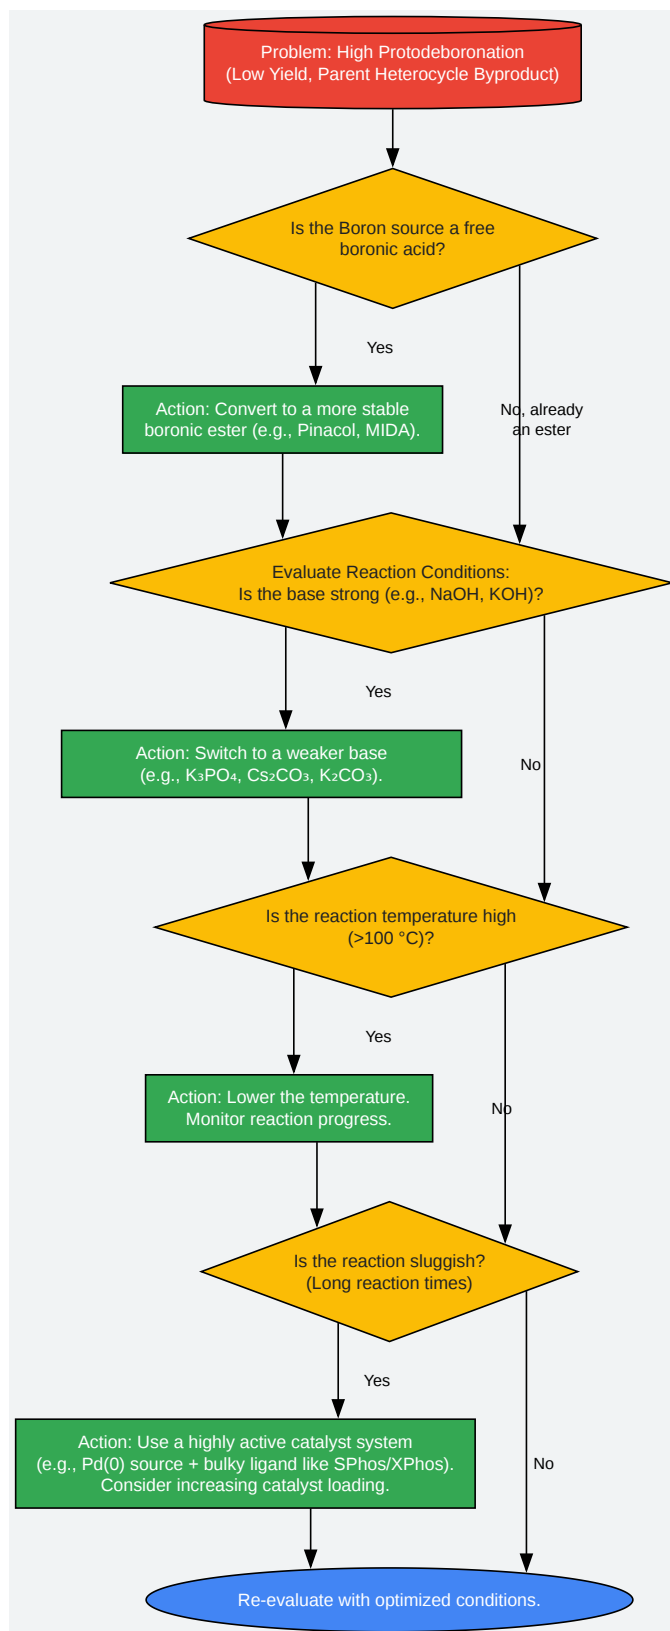 Problem: High Protodeboronation
(Low Yield, Parent Heterocycle Byproduct)
Is the Boron source a free
boronic acid?
Yes
Action: Convert to a more stable
boronic ester (e.g., Pinacol, MIDA).
No, already
an ester
Evaluate Reaction Conditions:
Is the base strong (e.g., NaOH, KOH)?
Yes
Action: Switch to a weaker base
(e.g., K₃PO₄, Cs₂CO₃, K₂CO₃).
No
Is the reaction temperature high
(>100 °C)?
Yes
Action: Lower the temperature.
Monitor reaction progress.
No
Is the reaction sluggish?
(Long reaction times)
Yes
Action: Use a highly active catalyst system
(e.g., Pd(0) source + bulky ligand like SPhos/XPhos).
Consider increasing catalyst loading.
No
Re-evaluate with optimized conditions.